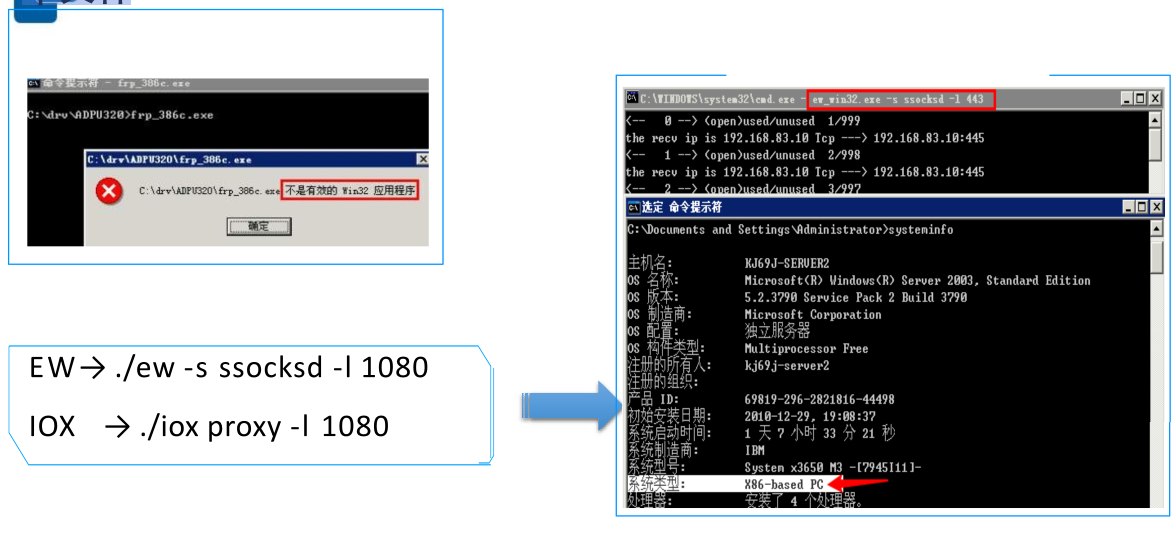 命令提示符 - frp_386c.exe
C:\drv\ADPU320>frp_386c.exe
C:\drv\ADPU320\frp_386c.exe
C:\drv\ADPU320\frp_386c.exe 不是有效的 Win32 应用程序
确定
EW→ ./ew -s ssocksd -l 1080
IOX → ./iox proxy -l 1080
C:\WINDOWS\system32\cmd.exe - ew_win32.exe -s ssocksd -l 443
<-- 0 --> (open)used/unused 1/999
the recv ip is 192.168.83.10 Tcp ---> 192.168.83.10:445
<-- 1 --> (open)used/unused 2/998
the recv ip is 192.168.83.10 Tcp ---> 192.168.83.10:445
<-- 2 --> (open)used/unused 3/997
选定 命令提示符
C:\Documents and Settings\Administrator>systeminfo
主机名: KJ69J-SERVER2
OS 名称: Microsoft(R) Windows(R) Server 2003, Standard Edition
OS 版本: 5.2.3790 Service Pack 2 Build 3790
OS 制造商: Microsoft Corporation
OS 配置: 独立服务器
OS 构件类型: Multiprocessor Free
注册的所有人: kj69j-server2
注册的组织:
产品 ID: 69819-296-2821816-44498
初始安装日期: 2010-12-29, 19:08:37
系统启动时间: 1 天 7 小时 33 分 21 秒
系统制造商: IBM
系统型号: System x3650 M3 -[7945I11]-
系统类型: X86-based PC
处理器: 安装了 4 个处理器。